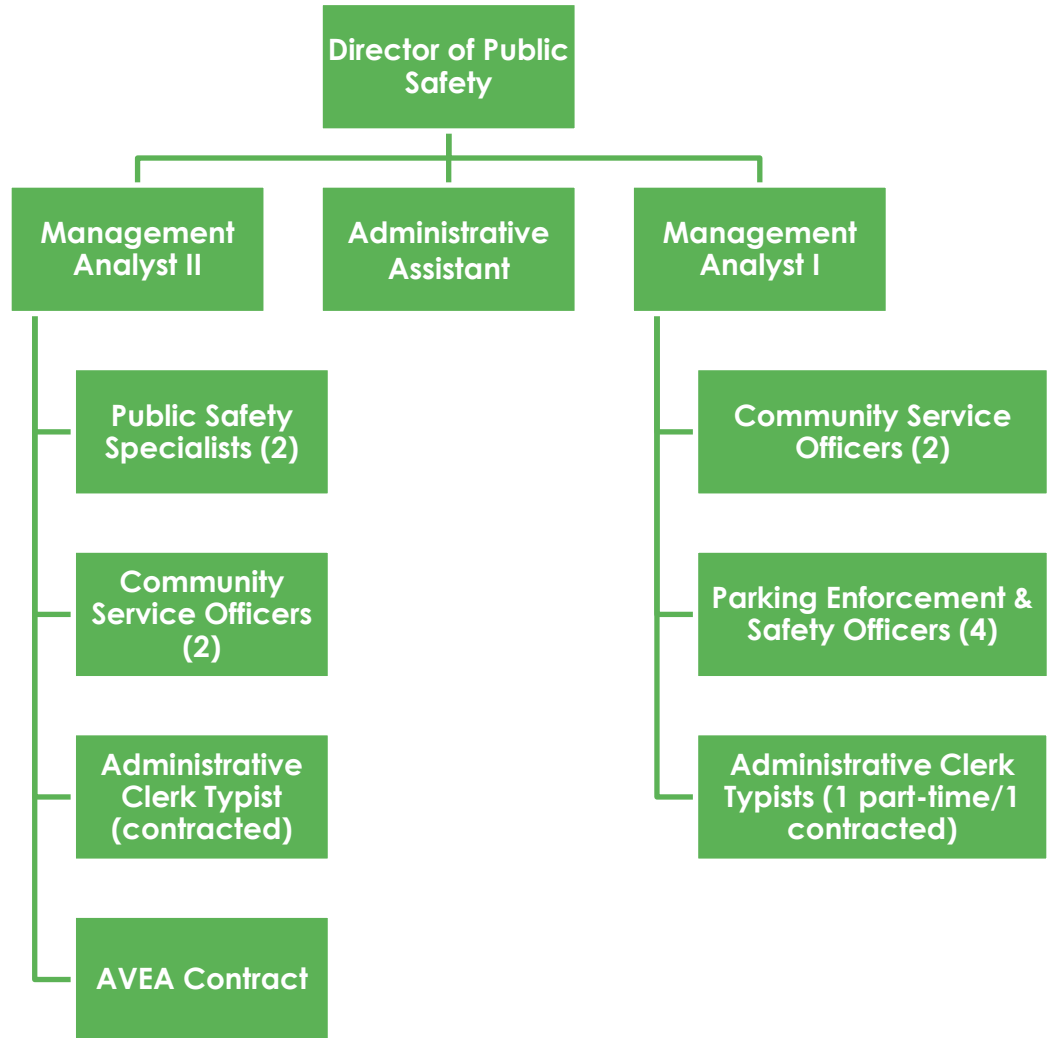 Director of Public
Safety
Management
Analyst II
Administrative
Assistant
Management
Analyst I
Public Safety
Specialists (2)
Community
Service Officers
(2)
Administrative
Clerk Typist
(contracted)
AVEA Contract
Community Service
Officers (2)
Parking Enforcement &
Safety Officers (4)
Administrative Clerk
Typists (1 part-time/1
contracted)